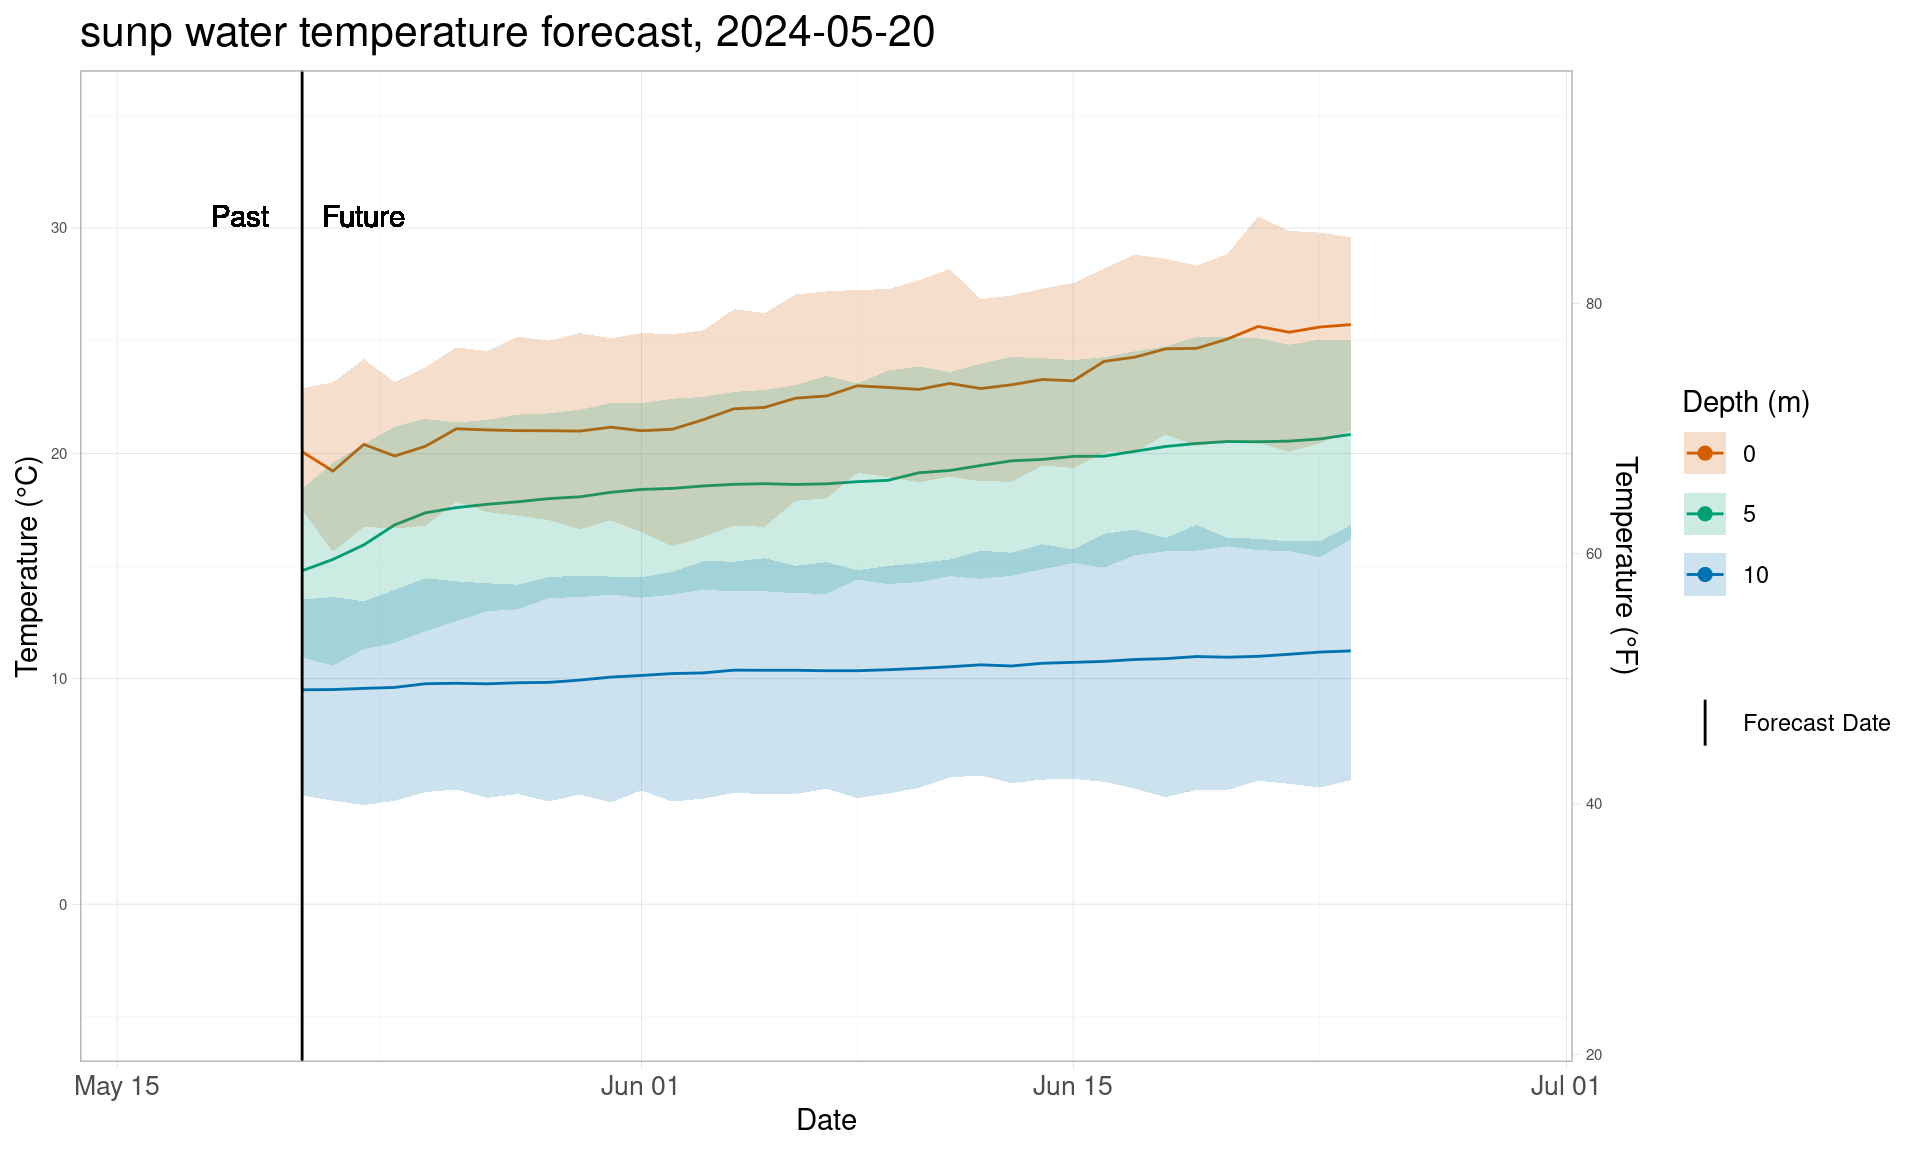 sunp water temperature forecast, 2024-05-20
Past
Future
30
20
10
0
Temperature (°C)
80
60
40
20
Temperature (°F)
May 15
Jun 01
Jun 15
Jul 01
Date
Depth (m)
0
5
10
Forecast Date